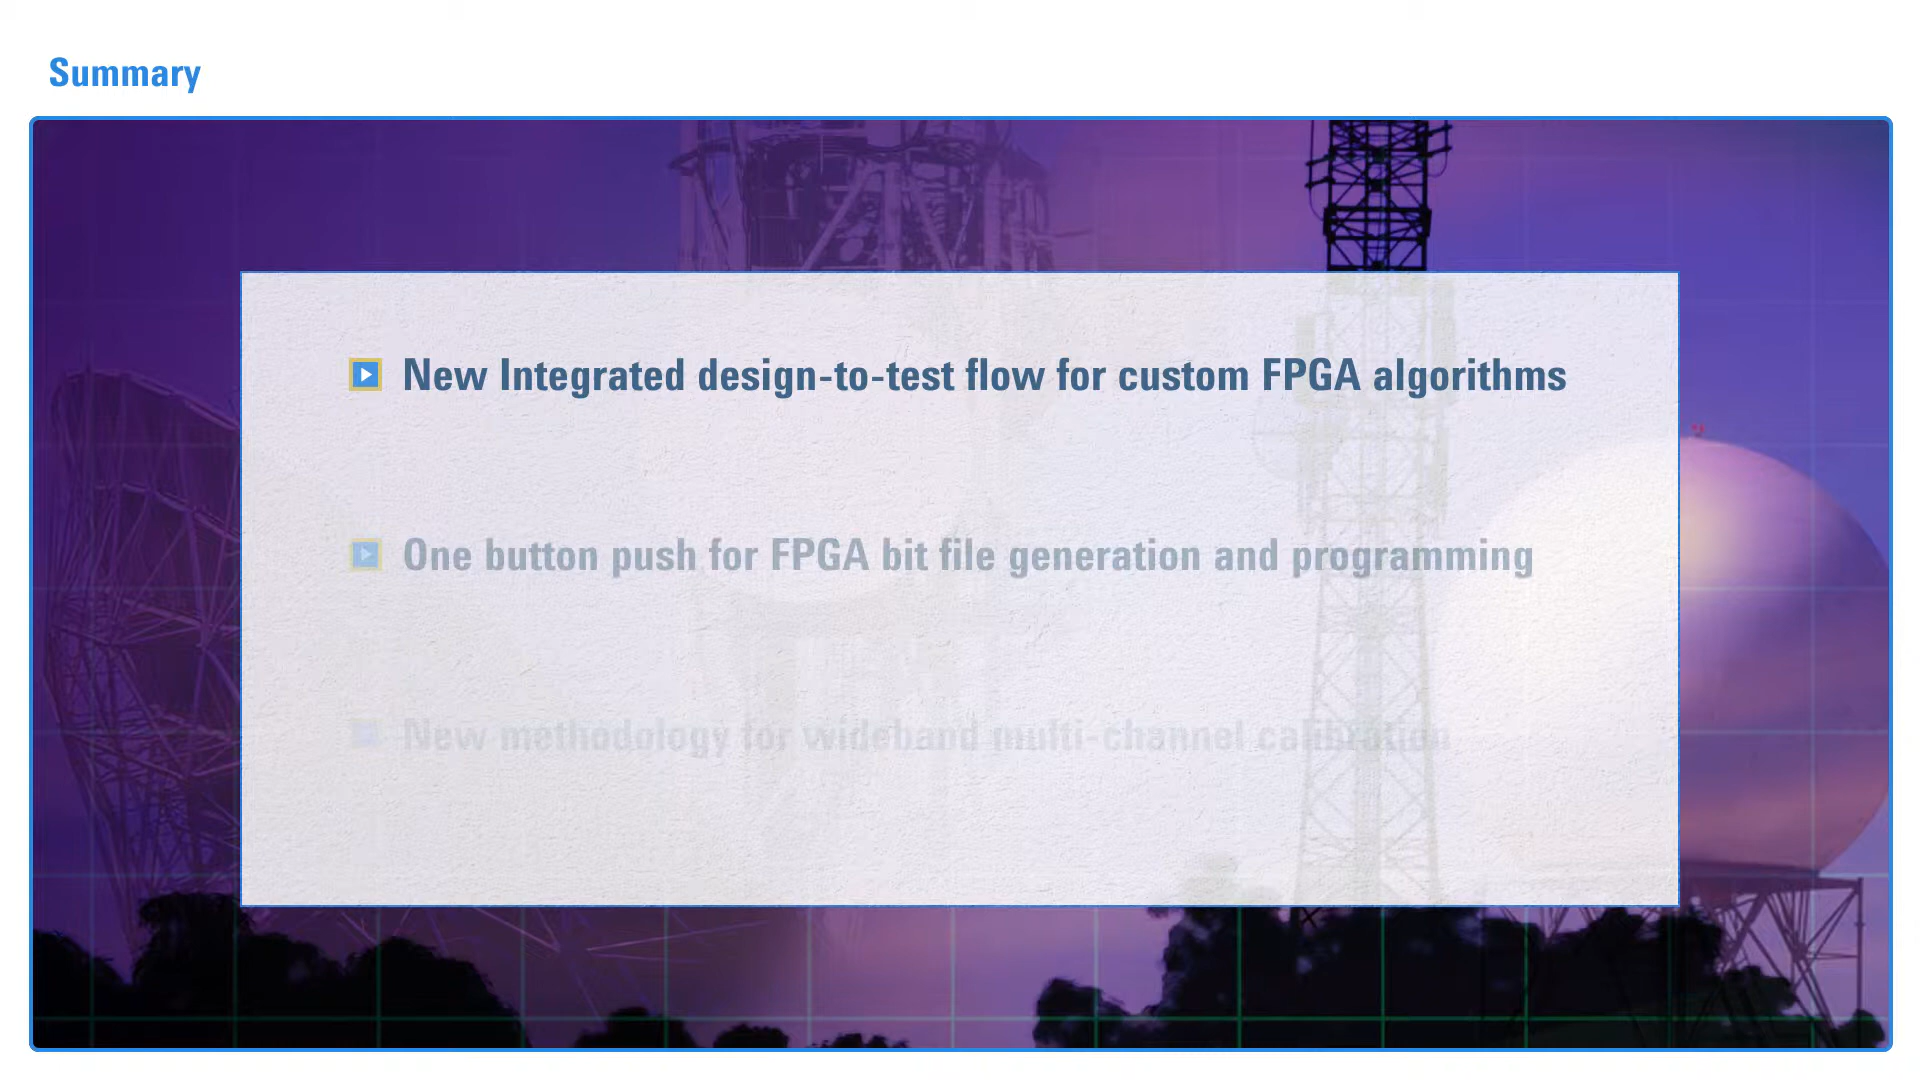 Summary
New Integrated design-to-test flow for custom FPGA algorithms
One button push for FPGA bit file generation and programming
New methodology for wideband multi-channel calibration